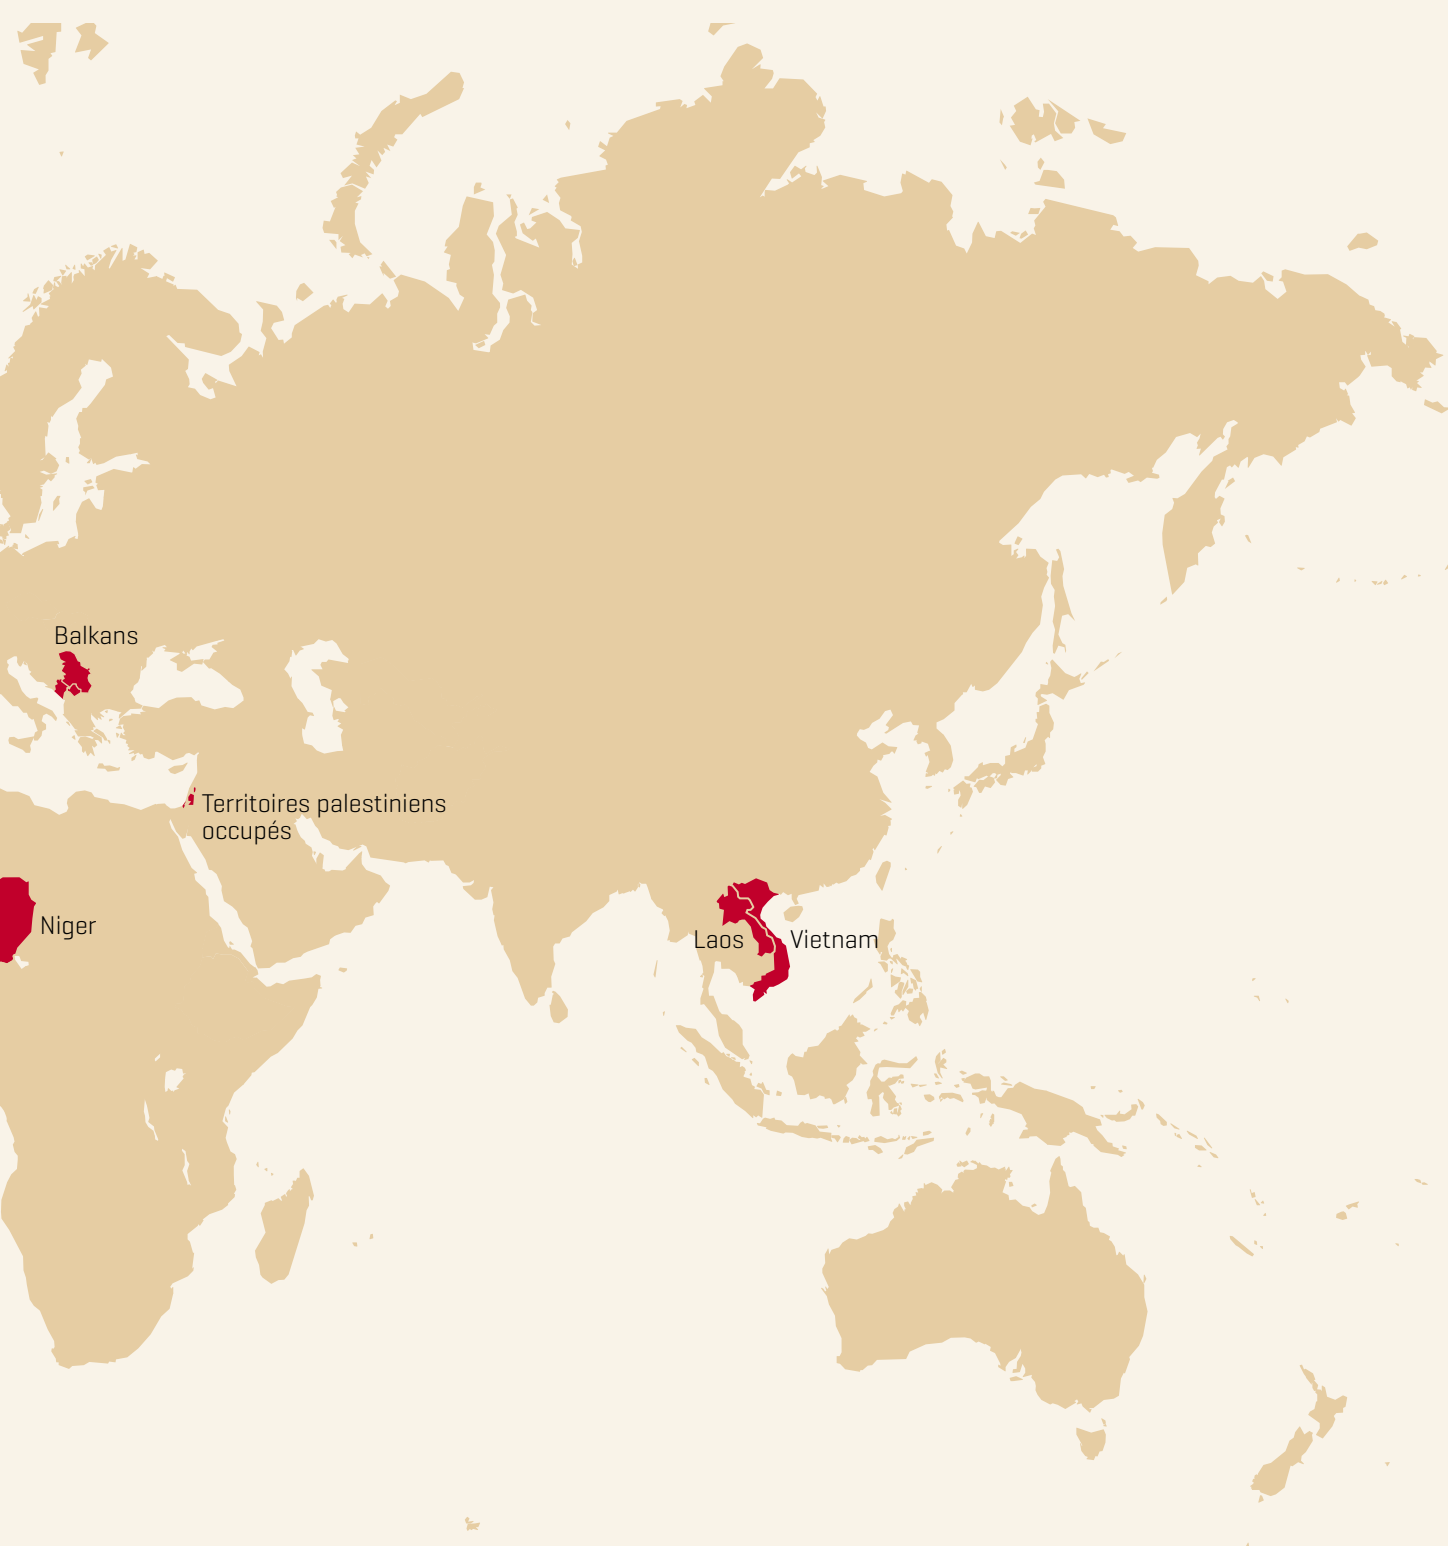 Balkans
Territoires palestiniens
occupés
Niger
Laos
Vietnam